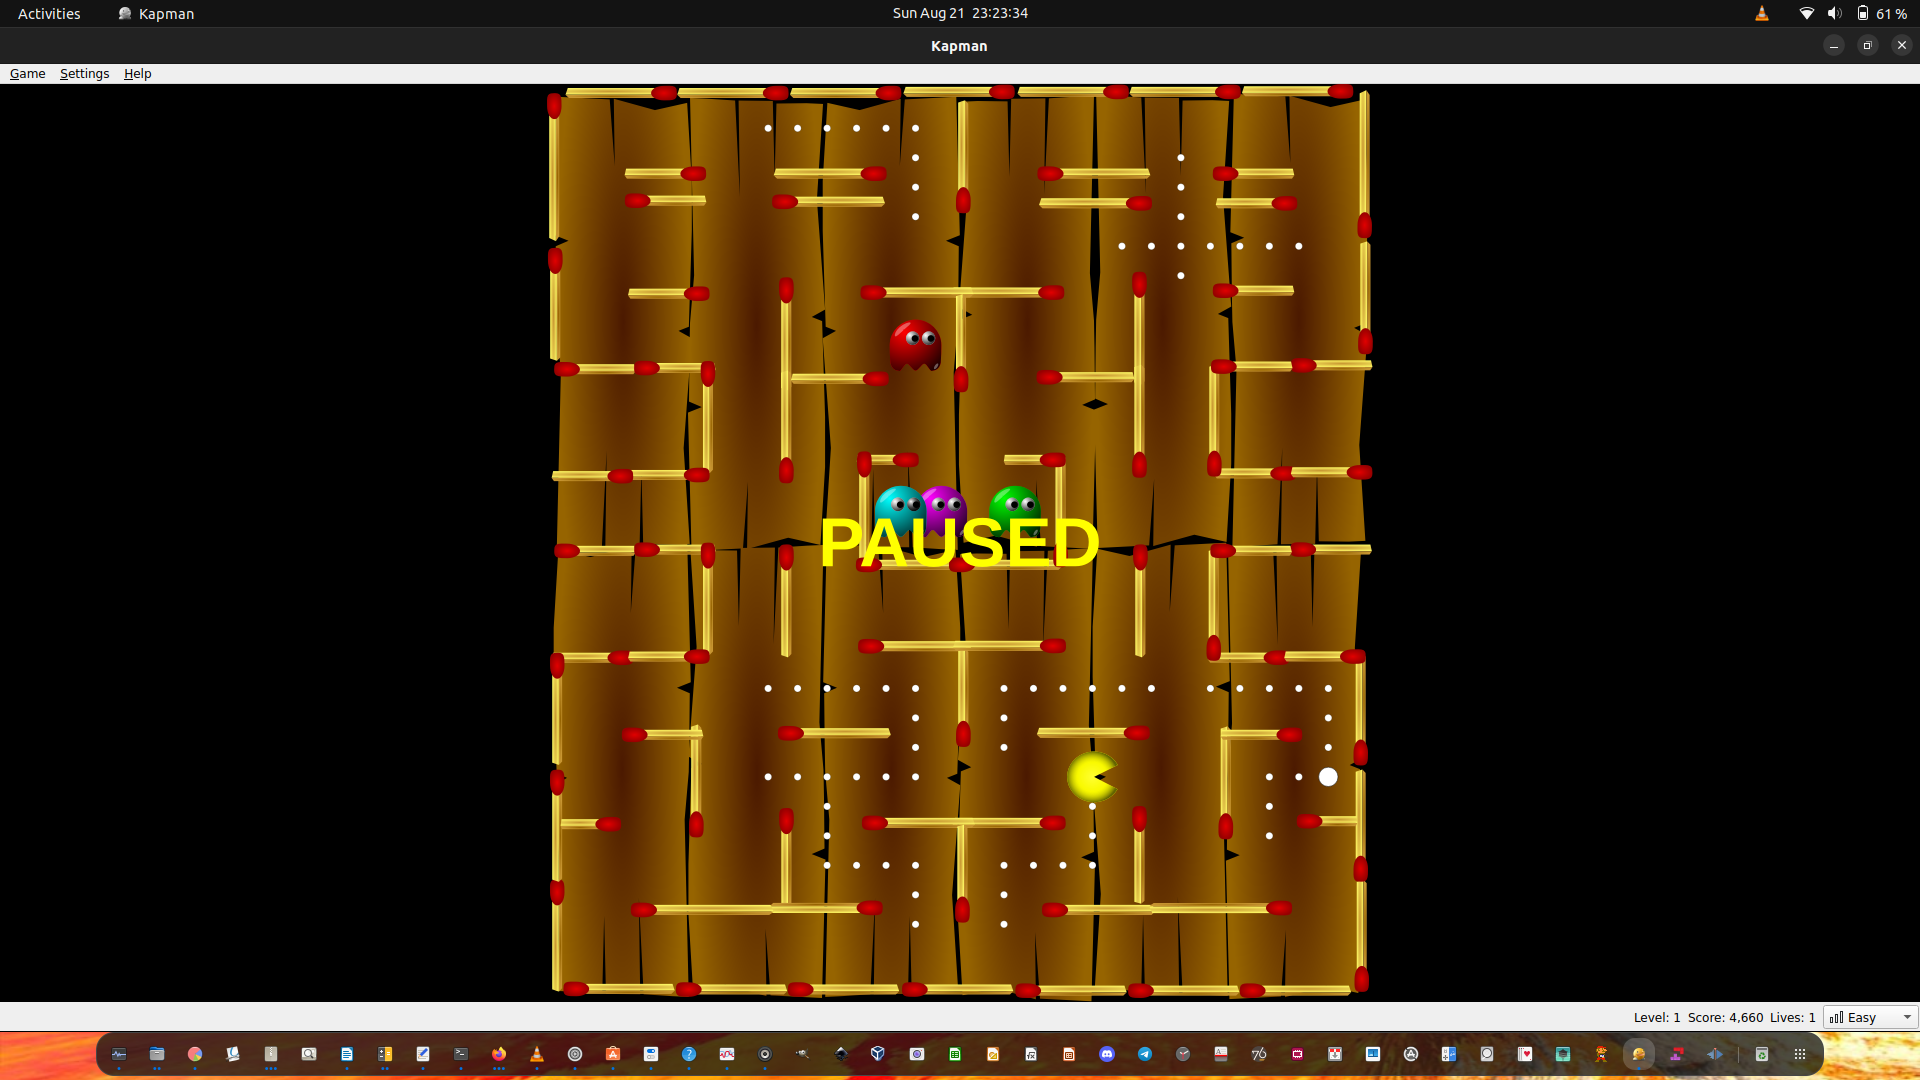 Activities Kapman Sun Aug 21 23:23:34 61 %
Kapman
Game Settings Help
PAUSED
Level: 1 Score: 4,660 Lives: 1 Easy
76